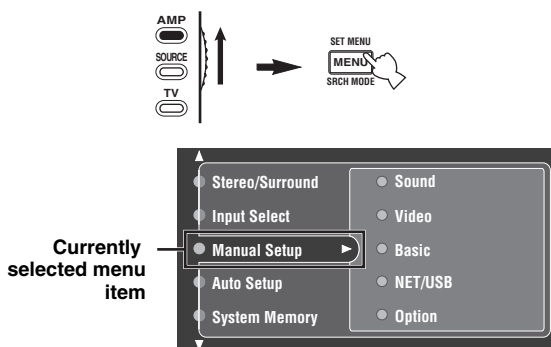 AMP
SOURCE
TV
SET MENU
MENU
SRCH MODE
Currently
selected menu
item
Stereo/Surround
Input Select
Manual Setup
Auto Setup
System Memory
Sound
Video
Basic
NET/USB
Option